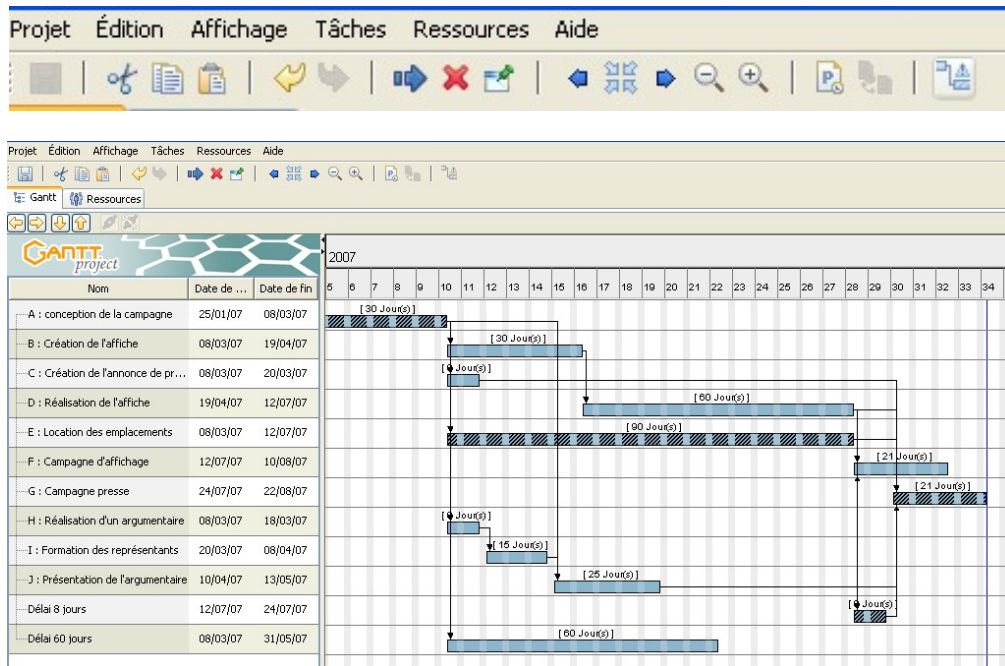 Projet Édition Affichage Tâches Ressources Aide
Projet Édition Affichage Tâches Ressources Aide
Gantt Ressources
GANTT project
2007
Nom Date de ... Date de fin 5 6 7 8 9 10 11 12 13 14 15 16 17 18 19 20 21 22 23 24 25 26 27 28 29 30 31 32 33 34
A : conception de la campagne 25/01/07 08/03/07 [ 30 Jour(s) ]
B : Création de l'affiche 08/03/07 19/04/07 [ 30 Jour(s) ]
C : Création de l'annonce de pr... 08/03/07 20/03/07 Jour(s) ]
D : Réalisation de l'affiche 19/04/07 12/07/07 [ 60 Jour(s) ]
E : Location des emplacements 08/03/07 12/07/07 [ 90 Jour(s) ]
F : Campagne d'affichage 12/07/07 10/08/07 [ 21 Jour(s) ]
G : Campagne presse 24/07/07 22/08/07 [ 21 Jour(s) ]
H : Réalisation d'un argumentaire 08/03/07 18/03/07 Jour(s) ]
I : Formation des représentants 20/03/07 08/04/07 [ 15 Jour(s) ]
J : Présentation de l'argumentaire 10/04/07 13/05/07 [ 25 Jour(s) ]
Délai 8 jours 12/07/07 24/07/07 Jour(s)
Délai 60 jours 08/03/07 31/05/07 [ 60 Jour(s) ]